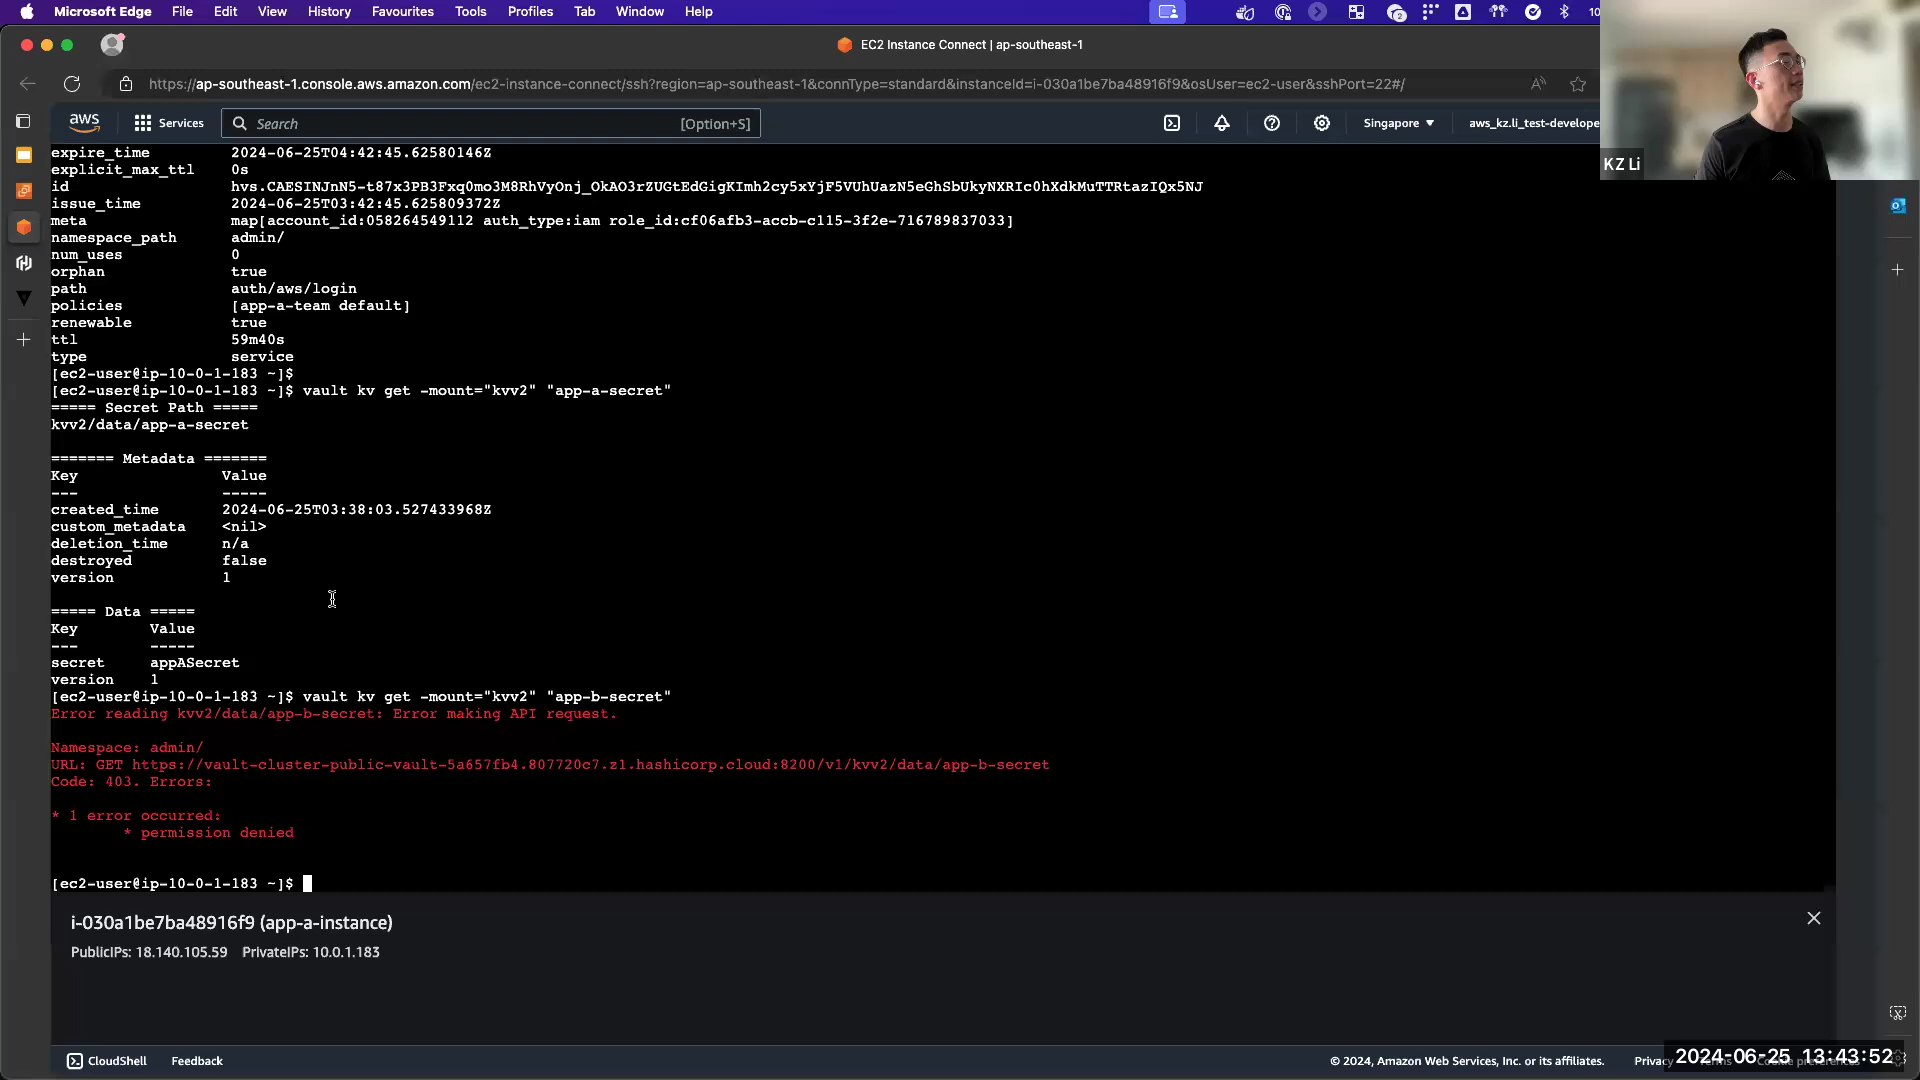 Microsoft Edge File Edit View History Favourites Tools Profiles Tab Window Help
EC2 Instance Connect | ap-southeast-1
https://ap-southeast-1.console.aws.amazon.com/ec2-instance-connect/ssh?region=ap-southeast-1&connType=standard&instanceId=i-030a1be7ba48916f9&osUser=ec2-user&sshPort=22#/
aws Services Search [Option+S] Singapore aws_kz.li_test-develope
KZ Li
expire_time 2024-06-25T04:42:45.62580146Z
explicit_max_ttl 0s
id hvs.CAESINJnN5-t87x3PB3Fxq0mo3M8RhVyOnj_OkAO3rZUGtEdGigKImh2cy5xYjF5VUhUazN5eGhSbUkyNXRIc0hXdkMuTTRtazIQx5NJ
issue_time 2024-06-25T03:42:45.625809372Z
meta map[account_id:058264549112 auth_type:iam role_id:cf06afb3-accb-c115-3f2e-716789837033]
namespace_path admin/
num_uses 0
orphan true
path auth/aws/login
policies [app-a-team default]
renewable true
ttl 59m40s
type service
[ec2-user@ip-10-0-1-183 ~]$
[ec2-user@ip-10-0-1-183 ~]$ vault kv get -mount="kvv2" "app-a-secret"
===== Secret Path =====
kvv2/data/app-a-secret
======= Metadata =======
Key Value
--- -----
created_time 2024-06-25T03:38:03.527433968Z
custom_metadata <nil>
deletion_time n/a
destroyed false
version 1
===== Data =====
Key Value
--- -----
secret appASecret
version 1
[ec2-user@ip-10-0-1-183 ~]$ vault kv get -mount="kvv2" "app-b-secret"
Error reading kvv2/data/app-b-secret: Error making API request.
Namespace: admin/
URL: GET https://vault-cluster-public-vault-5a657fb4.807720c7.z1.hashicorp.cloud:8200/v1/kvv2/data/app-b-secret
Code: 403. Errors:
* 1 error occurred:
* permission denied
[ec2-user@ip-10-0-1-183 ~]$
i-030a1be7ba48916f9 (app-a-instance)
PublicIPs: 18.140.105.59 PrivateIPs: 10.0.1.183
CloudShell Feedback © 2024, Amazon Web Services, Inc. or its affiliates. Privacy
2024-06-25 13:43:52